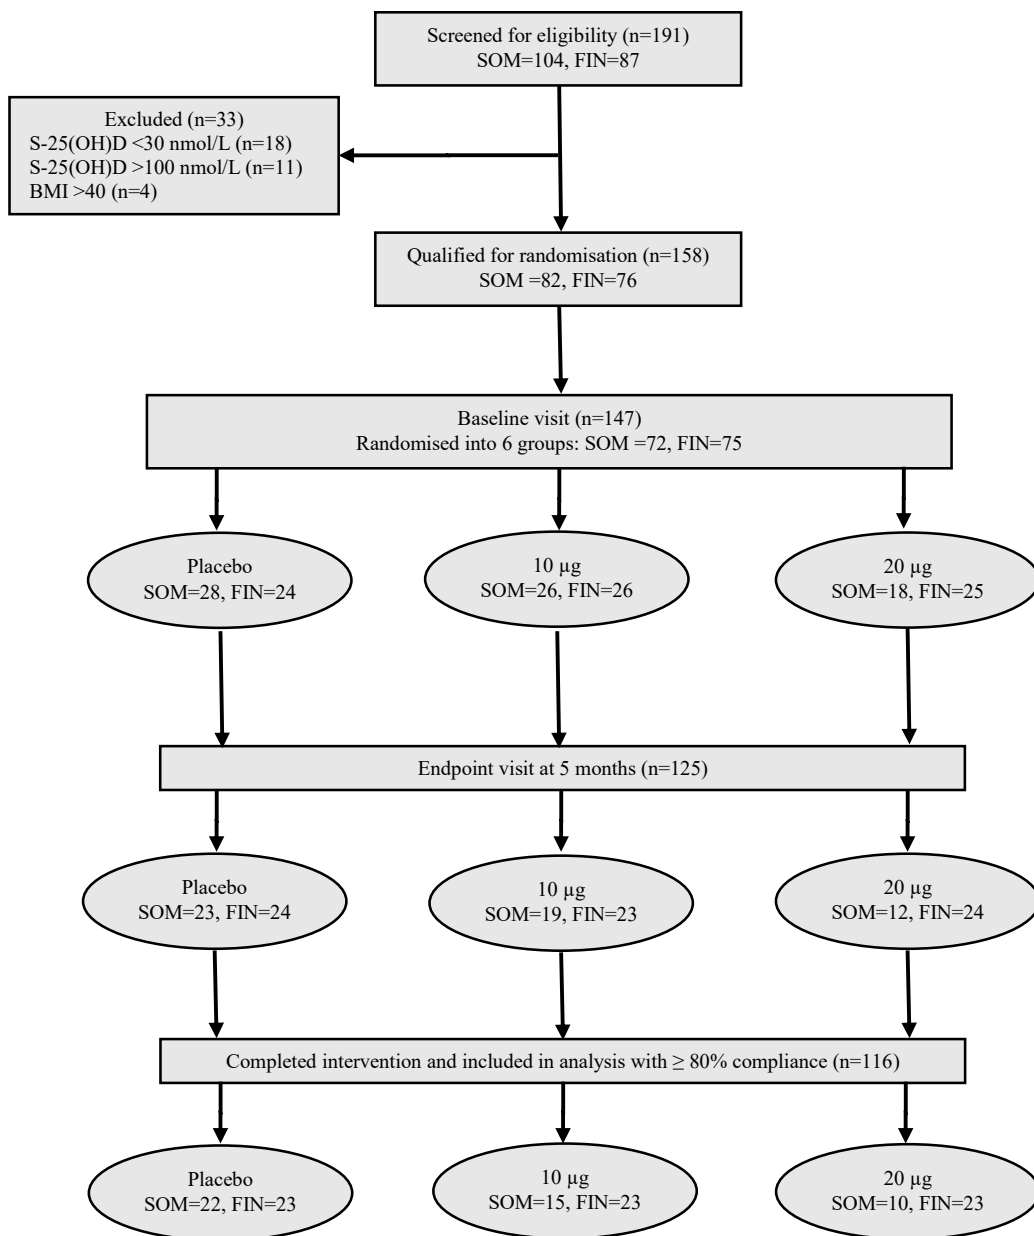 Screened for eligibility (n=191)
SOM=104, FIN=87
Excluded (n=33)
S-25(OH)D <30 nmol/L (n=18)
S-25(OH)D >100 nmol/L (n=11)
BMI >40 (n=4)
Qualified for randomisation (n=158)
SOM =82, FIN=76
Baseline visit (n=147)
Randomised into 6 groups: SOM =72, FIN=75
Placebo
SOM=28, FIN=24
10 µg
SOM=26, FIN=26
20 µg
SOM=18, FIN=25
Endpoint visit at 5 months (n=125)
Placebo
SOM=23, FIN=24
10 µg
SOM=19, FIN=23
20 µg
SOM=12, FIN=24
Completed intervention and included in analysis with ≥ 80% compliance (n=116)
Placebo
SOM=22, FIN=23
10 µg
SOM=15, FIN=23
20 µg
SOM=10, FIN=23